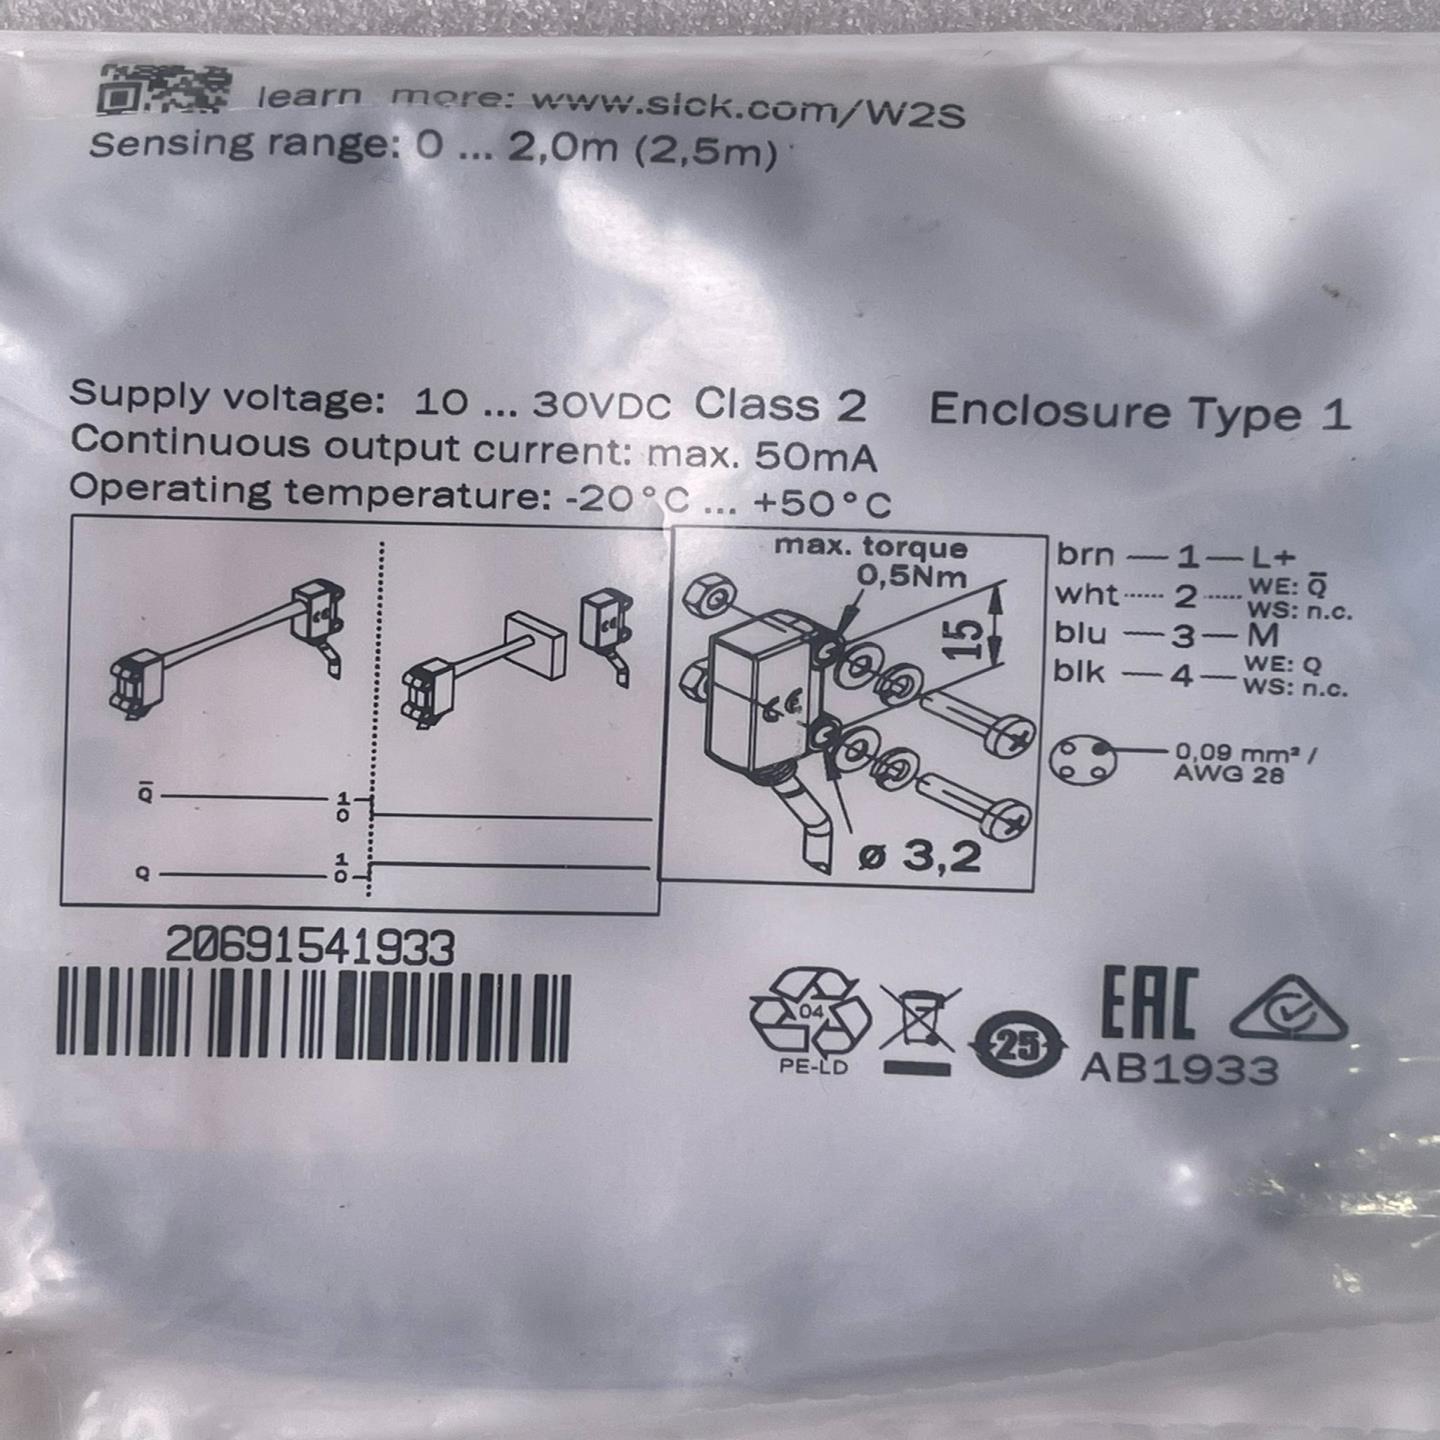 learn more: www.sick.com/W2S
Sensing range: 0 ... 2,0m (2,5m)
Supply voltage: 10 ... 30VDC Class 2 Enclosure Type 1
Continuous output current: max. 50mA
Operating temperature: -20°C ... +50°C
max. torque
0,5Nm
15
ø 3,2
brn — 1 — L+
wht ...... 2 ...... WE: Q̅
WS: n.c.
blu — 3 — M
blk — 4 — WE: Q
WS: n.c.
0,09 mm² /
AWG 28
Q̅ 1
0
Q 1
0
20691541933
04
PE-LD
25
EAC
AB1933